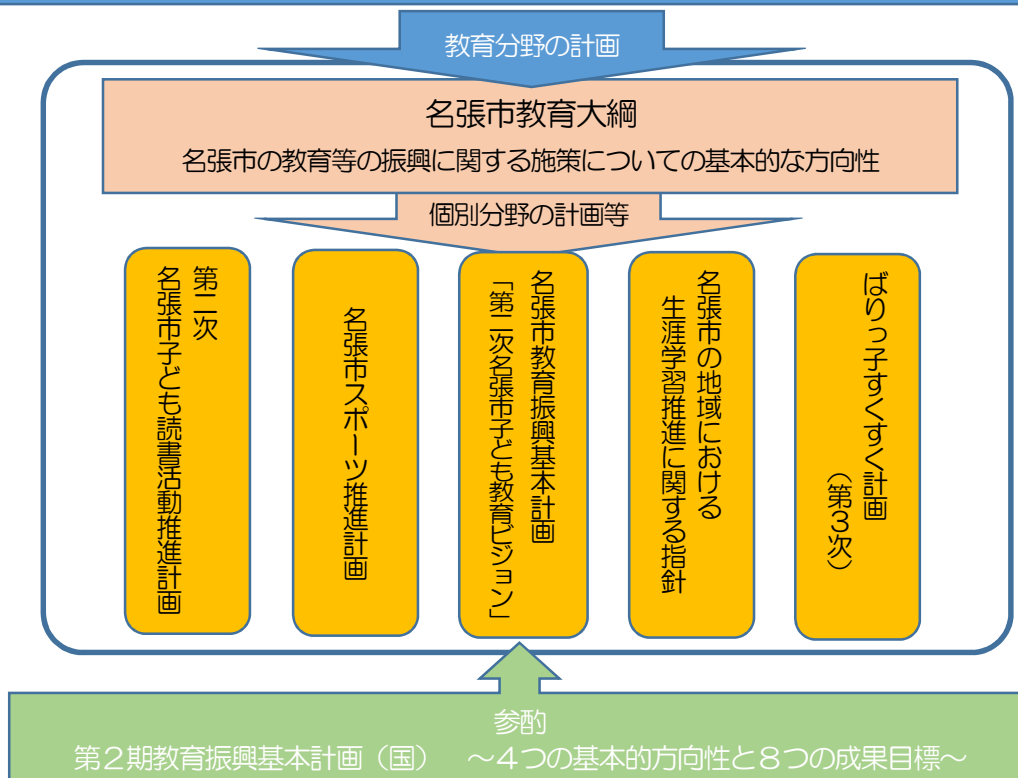 教育分野の計画
名張市教育大綱
名張市の教育等の振興に関する施策についての基本的な方向性
個別分野の計画等
第二次
名張市子ども読書活動推進計画
名張市スポーツ推進計画
名張市教育振興基本計画
「第二次名張市子ども教育ビジョン」
名張市の地域における
生涯学習推進に関する指針
ばりっ子すくすく計画
（第3次）
参酌
第２期教育振興基本計画（国）　～４つの基本的方向性と８つの成果目標～